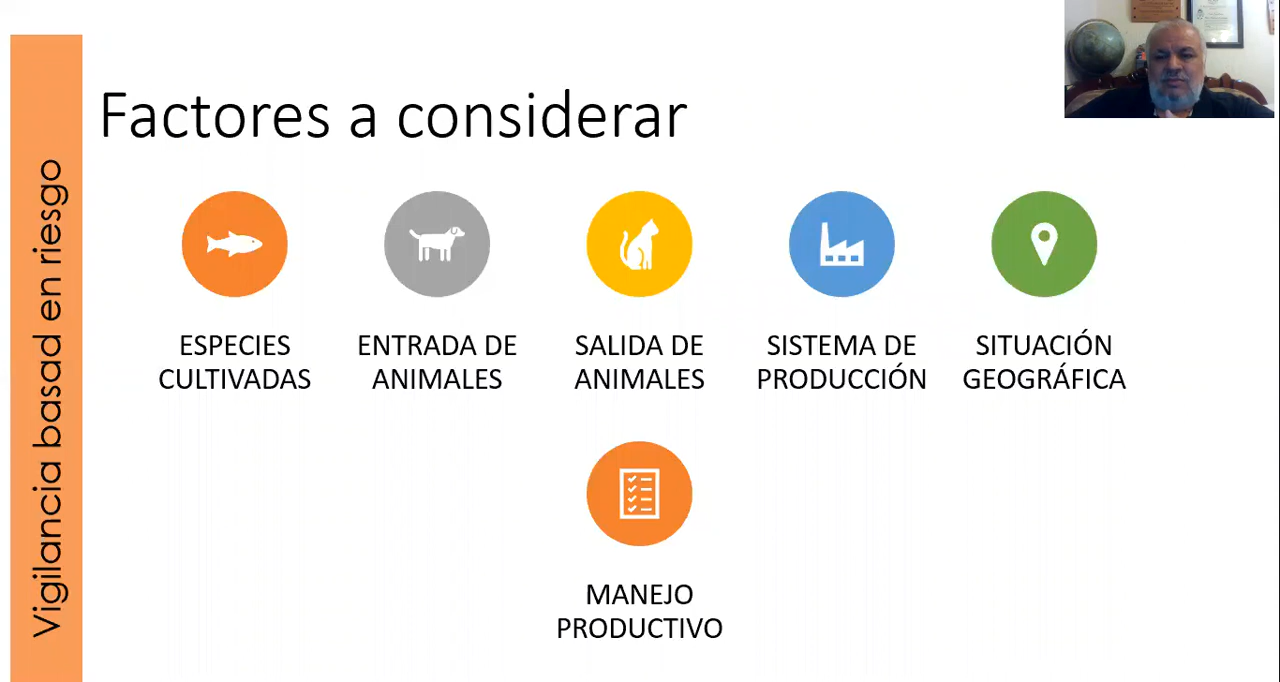 Vigilancia basad en riesgo
Factores a considerar
ESPECIES
CULTIVADAS
ENTRADA DE
ANIMALES
SALIDA DE
ANIMALES
SISTEMA DE
PRODUCCIÓN
SITUACIÓN
GEOGRÁFICA
MANEJO
PRODUCTIVO